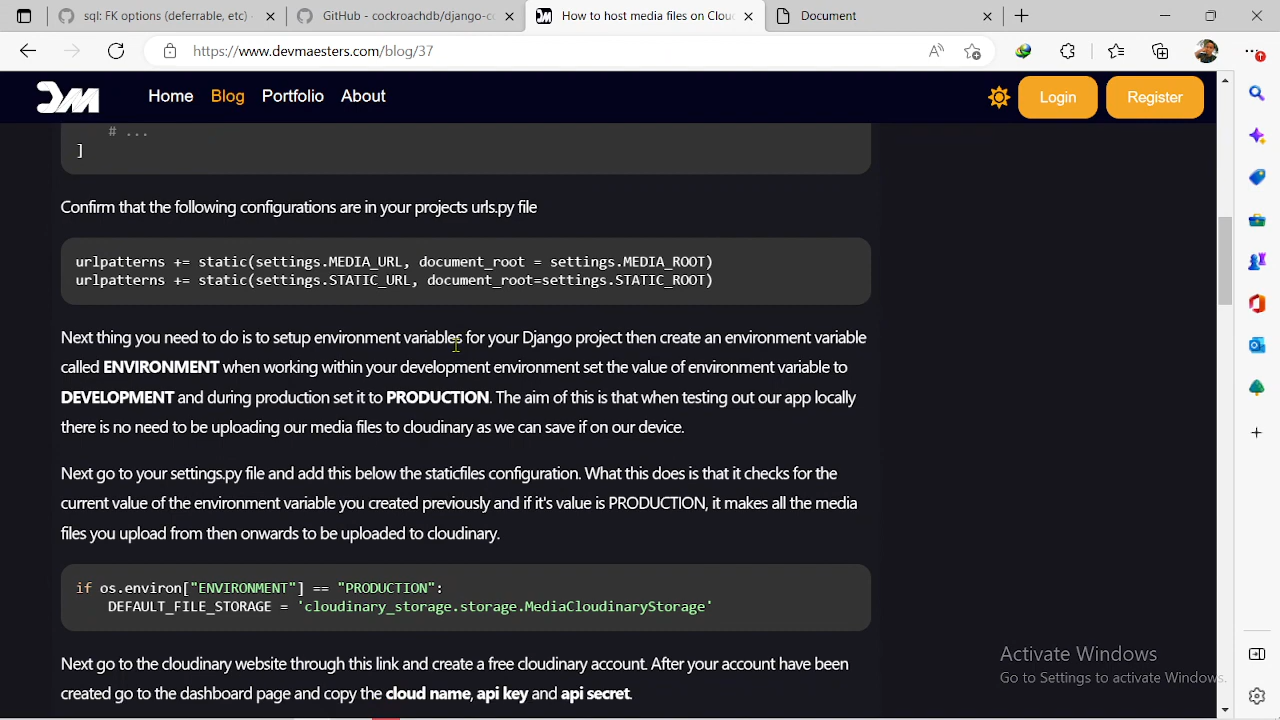 sql: FK options (deferrable, etc)
GitHub - cockroachdb/django-co
How to host media files on Clou
Document
https://www.devmaesters.com/blog/37
DM Home Blog Portfolio About Login Register
# ...
]
Confirm that the following configurations are in your projects urls.py file
urlpatterns += static(settings.MEDIA_URL, document_root = settings.MEDIA_ROOT)
urlpatterns += static(settings.STATIC_URL, document_root=settings.STATIC_ROOT)
Next thing you need to do is to setup environment variables for your Django project then create an environment variable
called ENVIRONMENT when working within your development environment set the value of environment variable to
DEVELOPMENT and during production set it to PRODUCTION. The aim of this is that when testing out our app locally
there is no need to be uploading our media files to cloudinary as we can save if on our device.
Next go to your settings.py file and add this below the staticfiles configuration. What this does is that it checks for the
current value of the environment variable you created previously and if it's value is PRODUCTION, it makes all the media
files you upload from then onwards to be uploaded to cloudinary.
if os.environ["ENVIRONMENT"] == "PRODUCTION":
DEFAULT_FILE_STORAGE = 'cloudinary_storage.storage.MediaCloudinaryStorage'
Next go to the cloudinary website through this link and create a free cloudinary account. After your account have been
created go to the dashboard page and copy the cloud name, api key and api secret.
Activate Windows
Go to Settings to activate Windows.